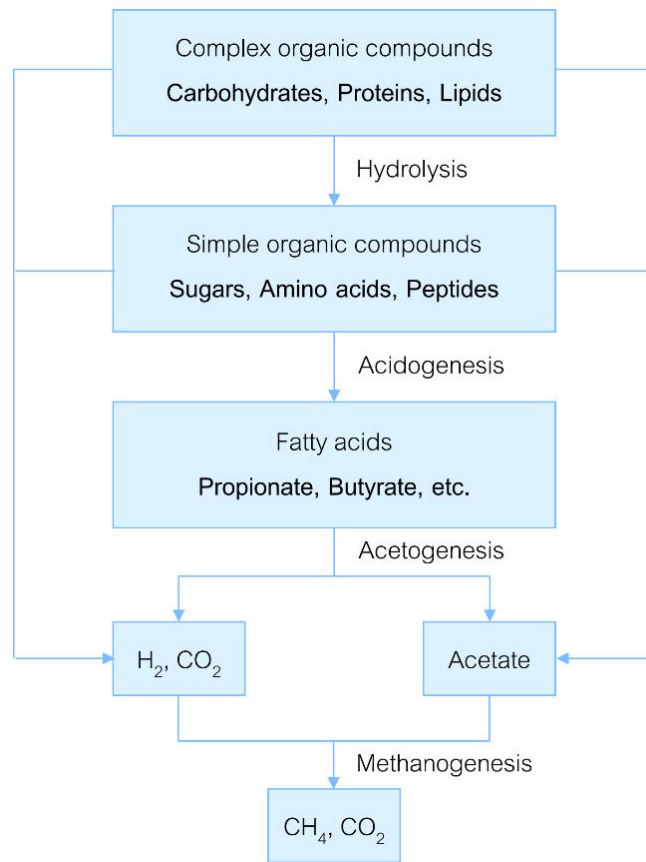 Complex organic compounds
Carbohydrates, Proteins, Lipids
Hydrolysis
Simple organic compounds
Sugars, Amino acids, Peptides
Acidogenesis
Fatty acids
Propionate, Butyrate, etc.
Acetogenesis
H₂, CO₂
Acetate
Methanogenesis
CH₄, CO₂